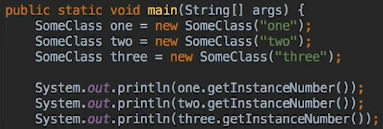 public static void main(String[] args) {
    SomeClass one = new SomeClass("one");
    SomeClass two = new SomeClass("two");
    SomeClass three = new SomeClass("three");

    System.out.println(one.getInstanceNumber());
    System.out.println(two.getInstanceNumber());
    System.out.println(three.getInstanceNumber());